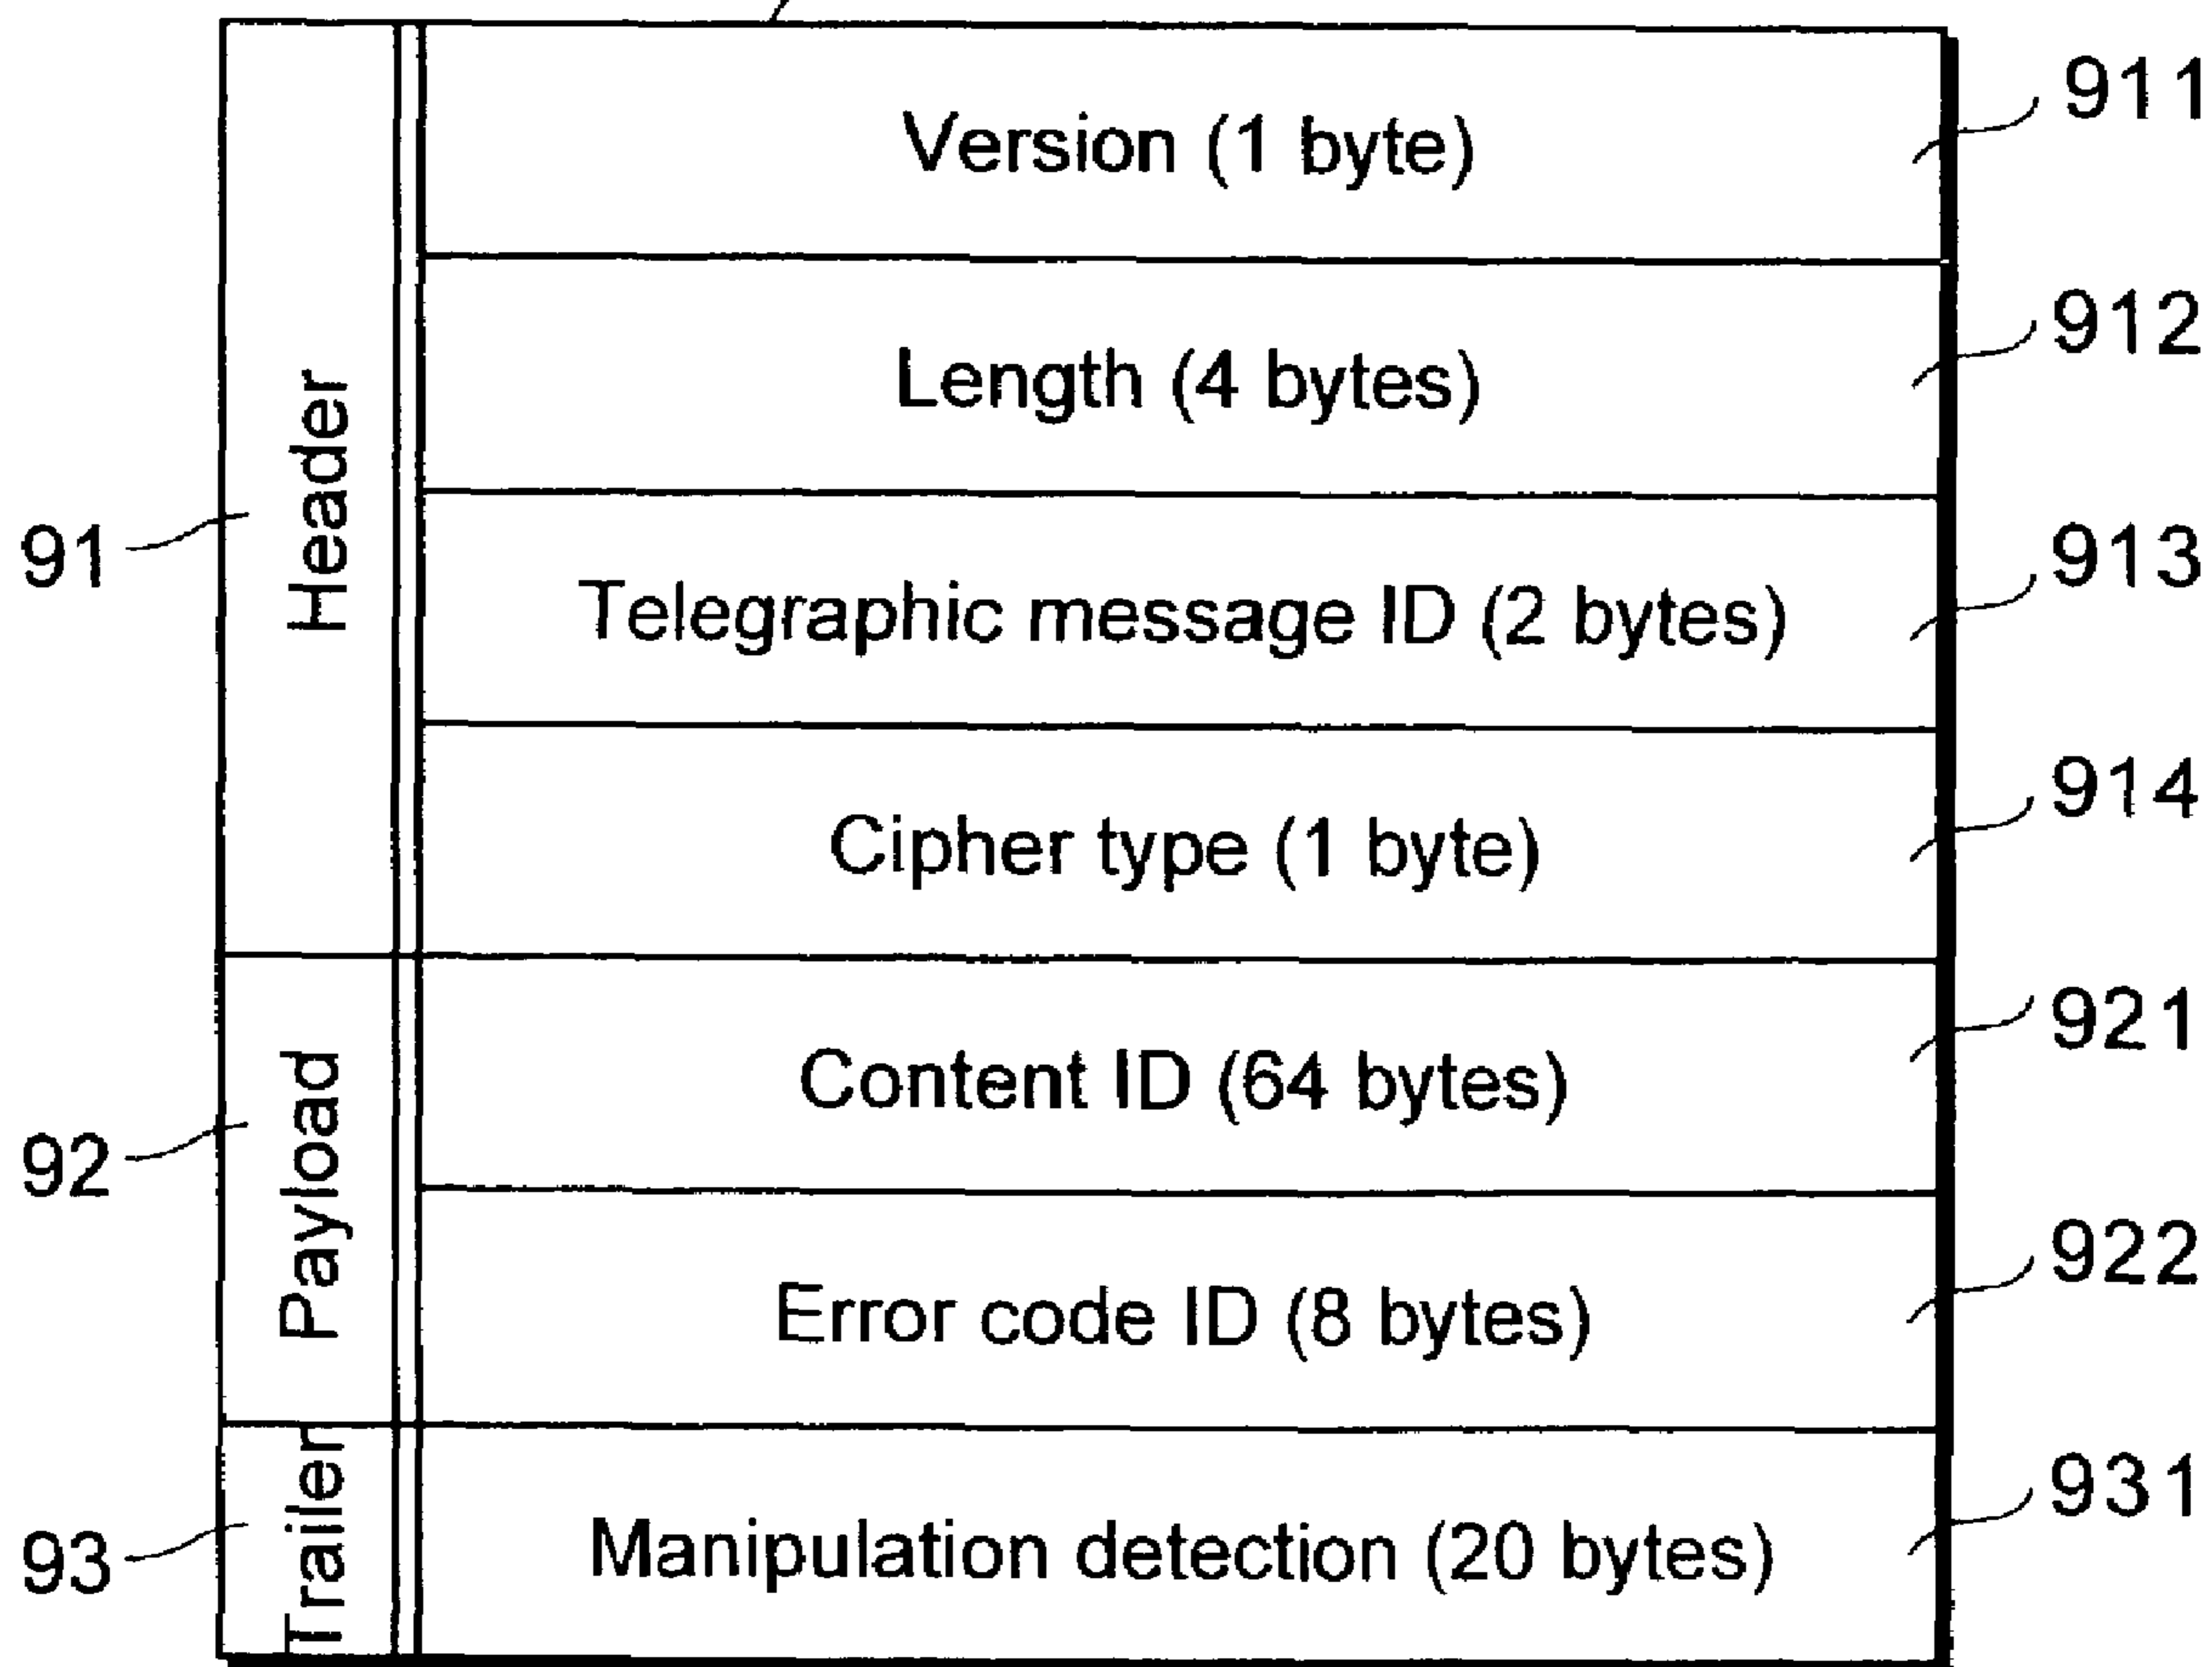 Version (1 byte) 911
Length (4 bytes) 912
91 Header Telegraphic message ID (2 bytes) 913
Cipher type (1 byte) 914
Content ID (64 bytes) 921
92 Payload Error code ID (8 bytes) 922
93 Trailer Manipulation detection (20 bytes) 931